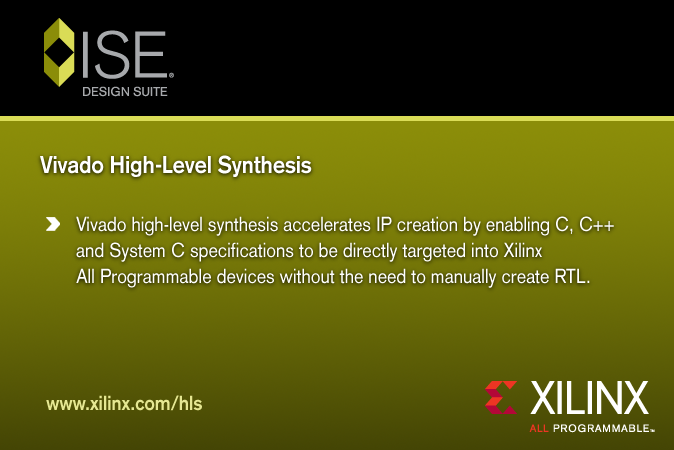 ISE®
DESIGN SUITE
Vivado High-Level Synthesis
Vivado high-level synthesis accelerates IP creation by enabling C, C++
and System C specifications to be directly targeted into Xilinx
All Programmable devices without the need to manually create RTL.
www.xilinx.com/hls
XILINX
ALL PROGRAMMABLE™